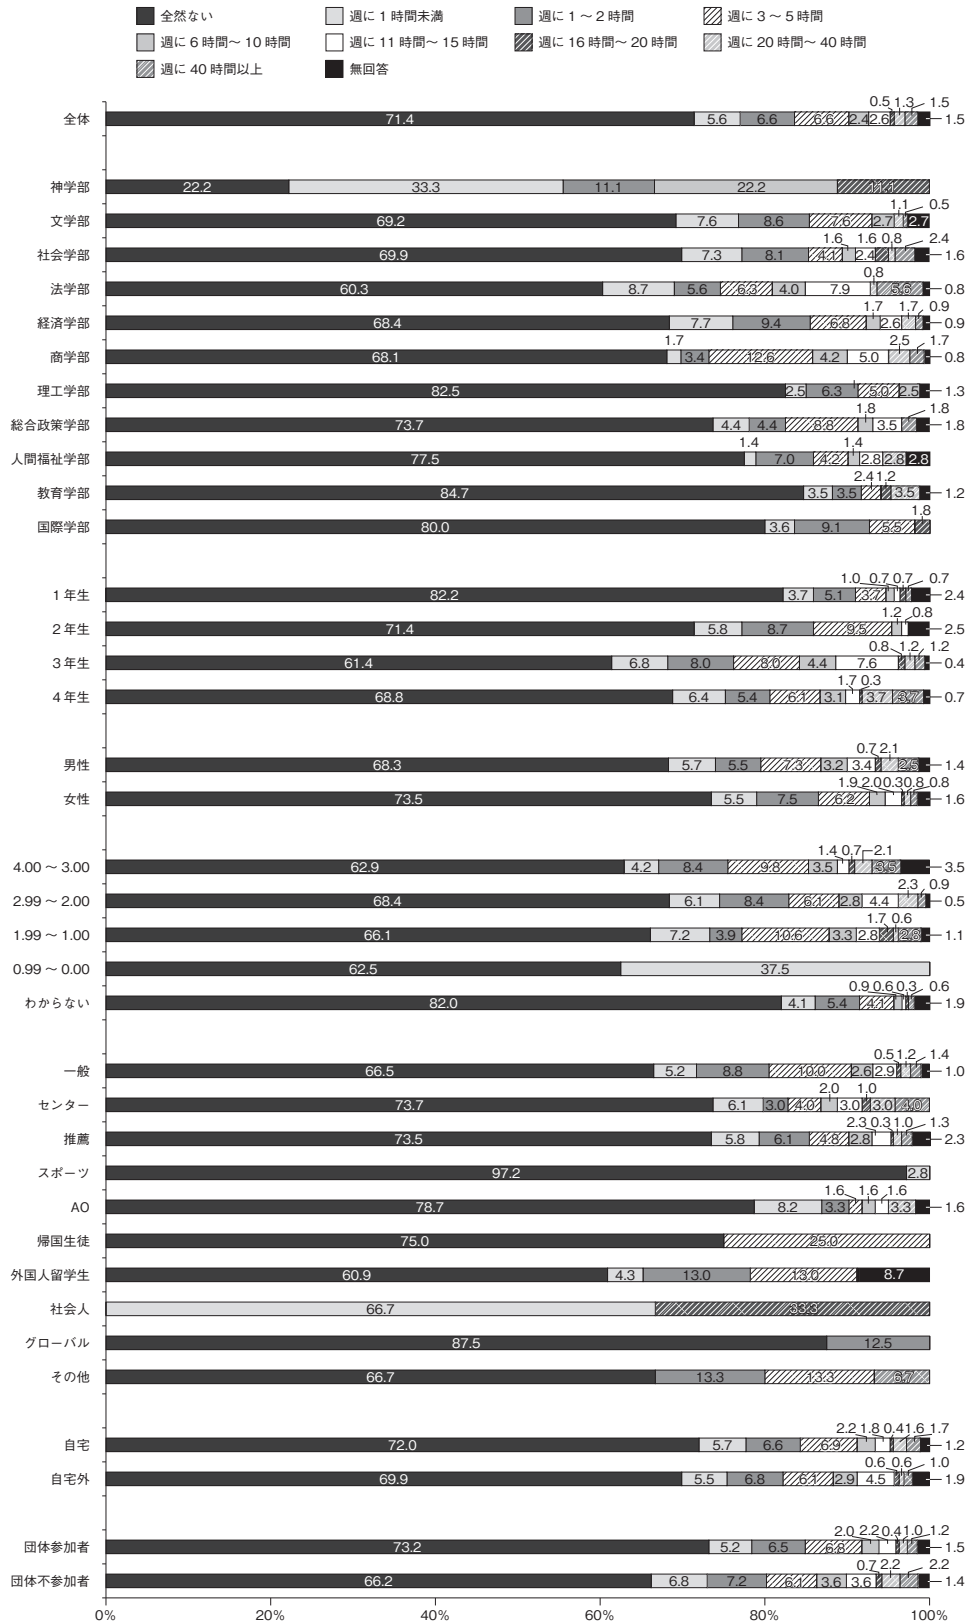 全然ない 週に 1 時間未満 週に 1 ～ 2 時間 週に 3 ～ 5 時間
週に 6 時間～ 10 時間 週に 11 時間～ 15 時間 週に 16 時間～ 20 時間 週に 20 時間～ 40 時間
週に 40 時間以上 無回答
0.5 1.3 1.5
全体 71.4 5.6 6.6 6.6 2.4 2.6 1.5
神学部 22.2 33.3 11.1 22.2 11.1
1.1 0.5
文学部 69.2 7.6 8.6 7.6 2.7 2.7
1.6 1.6 0.8 2.4
社会学部 69.9 7.3 8.1 4.1 2.4 1.6
0.8
法学部 60.3 8.7 5.6 6.3 4.0 7.9 5.6 0.8
1.7 1.7 0.9
経済学部 68.4 7.7 9.4 6.8 2.6 0.9
1.7 2.5 1.7
商学部 68.1 3.4 12.6 4.2 5.0 0.8
理工学部 82.5 2.5 6.3 5.0 2.5 1.3
1.8 1.8
総合政策学部 73.7 4.4 4.4 8.8 3.5 1.8
1.4 1.4
人間福祉学部 77.5 7.0 4.2 2.8 2.8 2.8
2.4 1.2
教育学部 84.7 3.5 3.5 3.5 1.2
1.8
国際学部 80.0 3.6 9.1 5.5
1.0 0.7 0.7 0.7
1 年生 82.2 3.7 5.1 3.7 2.4
1.2 0.8
2 年生 71.4 5.8 8.7 9.5 2.5
0.8 1.2 1.2
3 年生 61.4 6.8 8.0 8.0 4.4 7.6 0.4
1.7 0.3
4 年生 68.8 6.4 5.4 6.1 3.1 3.7 3.7 0.7
0.7 2.1
男性 68.3 5.7 5.5 7.3 3.2 3.4 2.5 1.4
1.9 2.0 0.3 0.8 0.8
女性 73.5 5.5 7.5 6.2 1.6
1.4 0.7 2.1
4.00 ～ 3.00 62.9 4.2 8.4 9.8 3.5 3.5 3.5
2.3 0.9
2.99 ～ 2.00 68.4 6.1 8.4 6.1 2.8 4.4 0.5
1.7 0.6
1.99 ～ 1.00 66.1 7.2 3.9 10.6 3.3 2.8 2.8 1.1
0.99 ～ 0.00 62.5 37.5
0.9 0.6 0.3 0.6
わからない 82.0 4.1 5.4 4.1 1.9
0.5 1.2 1.4
一般 66.5 5.2 8.8 10.0 2.6 2.9 1.0
2.0 1.0
センター 73.7 6.1 3.0 4.0 3.0 3.0 4.0
2.3 0.3 1.0 1.3
推薦 73.5 5.8 6.1 4.8 2.8 2.3
スポーツ 97.2 2.8
1.6 1.6 1.6
AO 78.7 8.2 3.3 3.3 1.6
帰国生徒 75.0 25.0
外国人留学生 60.9 4.3 13.0 13.0 8.7
社会人 66.7 33.3
グローバル 87.5 12.5
その他 66.7 13.3 13.3 6.7
2.2 1.8 0.4 1.6 1.7
自宅 72.0 5.7 6.6 6.9 1.2
0.6 0.6 1.0
自宅外 69.9 5.5 6.8 6.1 2.9 4.5 1.9
2.0 2.2 0.4 1.0 1.2
団体参加者 73.2 5.2 6.5 6.8 1.5
0.7 2.2 2.2
団体不参加者 66.2 6.8 7.2 6.1 3.6 3.6 1.4
0% 20% 40% 60% 80% 100%